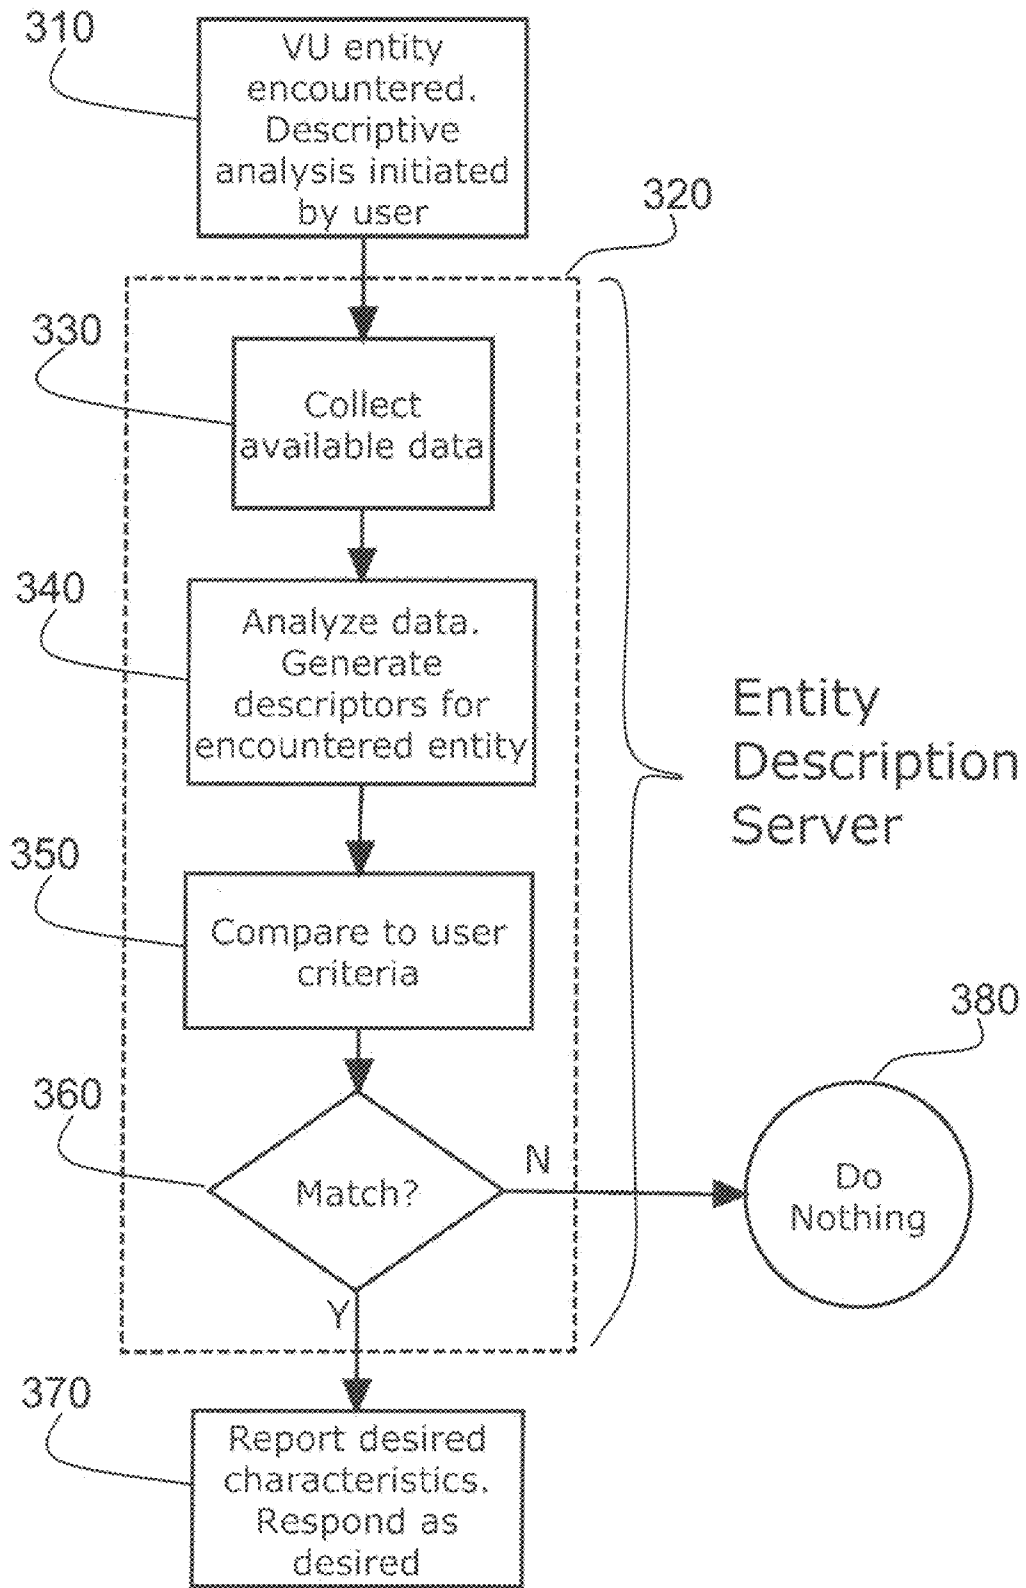 310
VU entity
encountered.
Descriptive
analysis initiated
by user
320
330
Collect
available data
340
Analyze data.
Generate
descriptors for
encountered entity
Entity
Description
Server
350
Compare to user
criteria
380
360
Match?
N
Do
Nothing
Y
370
Report desired
characteristics.
Respond as
desired